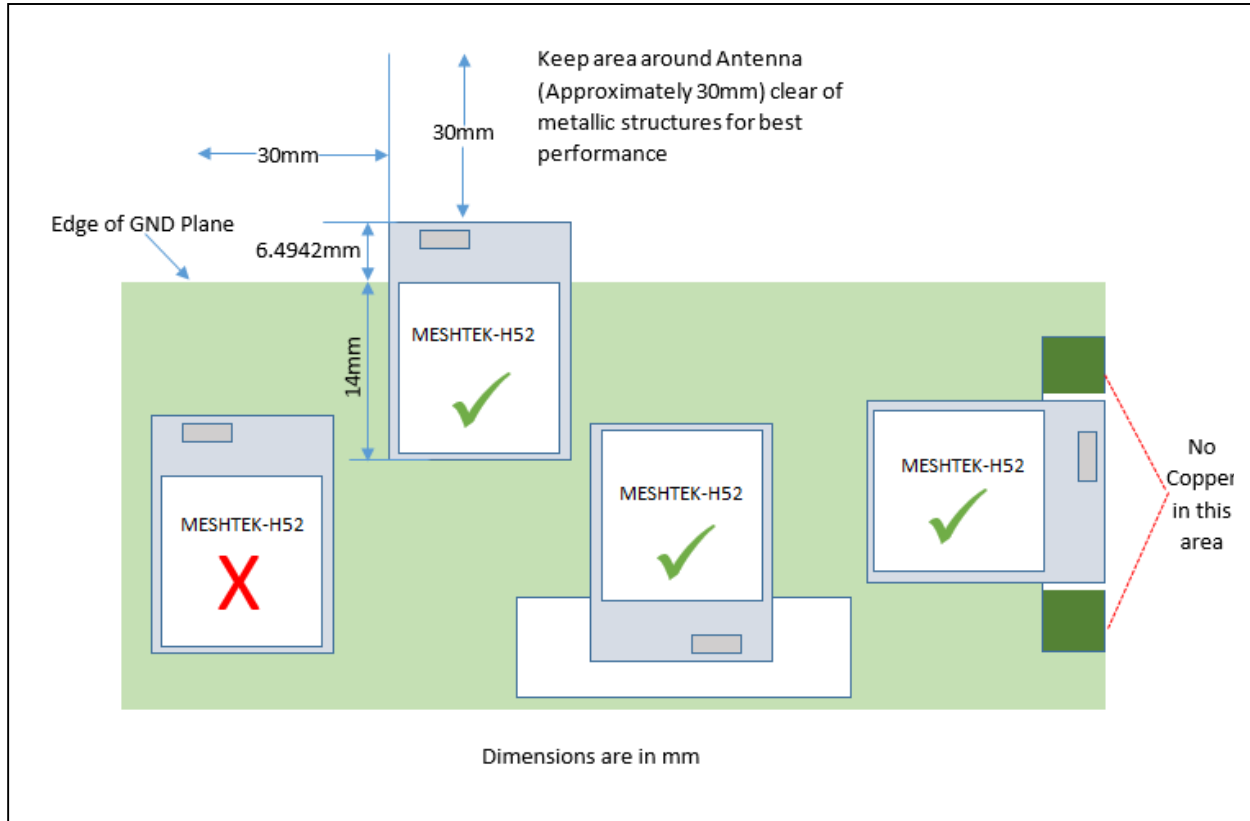 Keep area around Antenna
(Approximately 30mm) clear of
metallic structures for best
performance
30mm
30mm
Edge of GND Plane
6.4942mm
14mm
MESHTEK-H52
MESHTEK-H52
X
MESHTEK-H52
MESHTEK-H52
No
Copper
in this
area
Dimensions are in mm